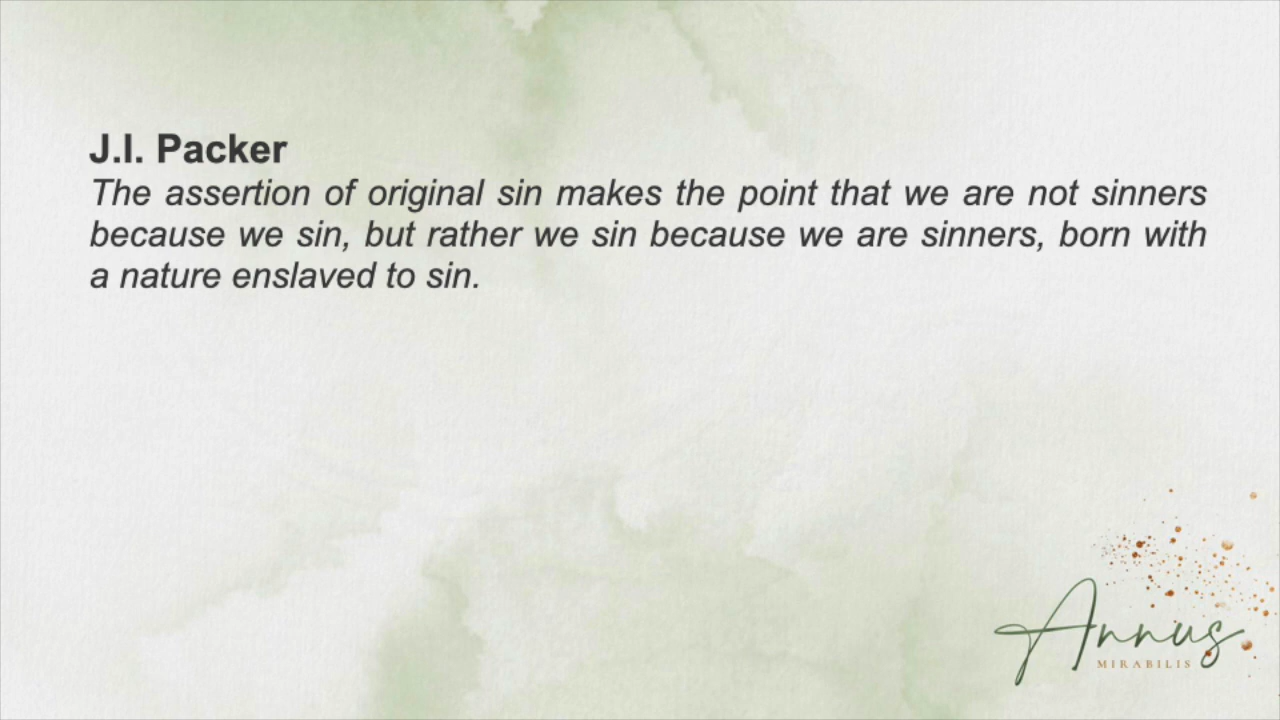 J.I. Packer
The assertion of original sin makes the point that we are not sinners
because we sin, but rather we sin because we are sinners, born with
a nature enslaved to sin.
Annus
MIRABILIS